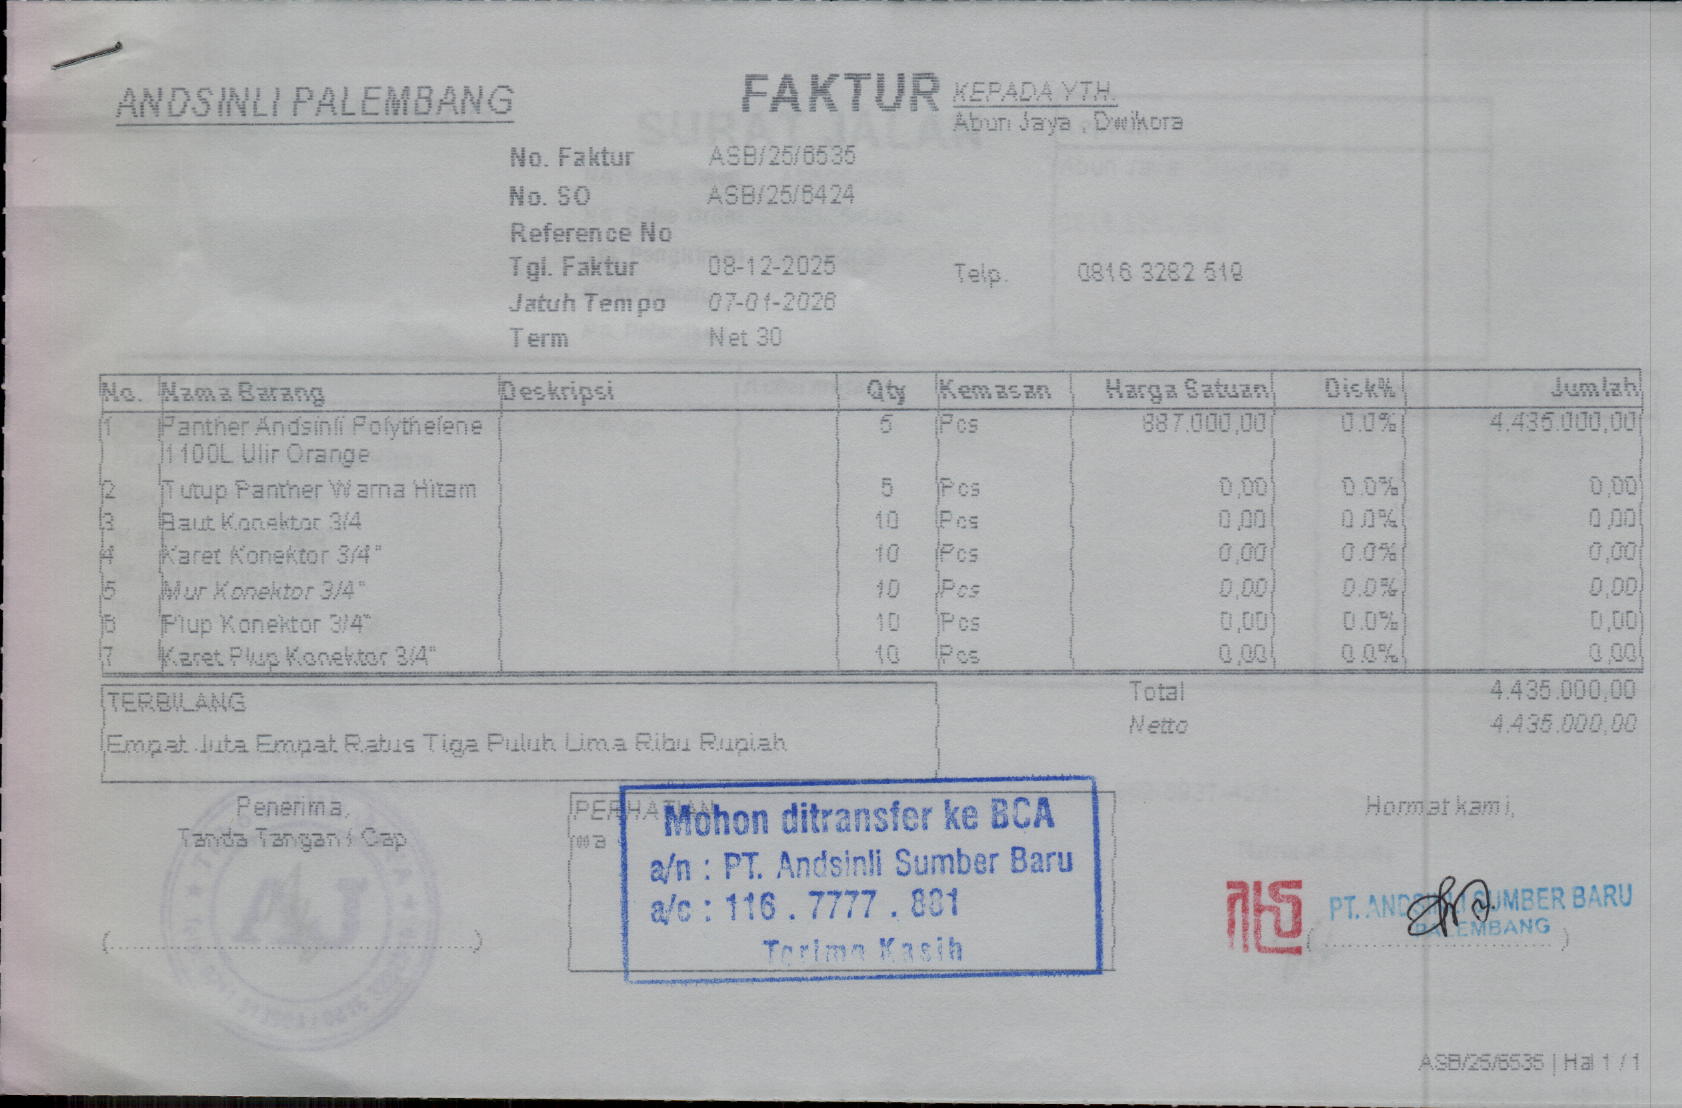 ANDSINLI PALEMBANG
FAKTUR
KEPADA YTH.
Abun Jaya , Dwikora
No. Faktur ASB/25/6535
No. SO ASB/25/6424
Reference No
Tgl. Faktur 08-12-2025
Telp. 0816 3282 519
Jatuh Tempo 07-01-2026
Term Net 30
No. Nama Barang Deskripsi Qty Kemasan Harga Satuan Disk% Jumlah
1 Panther Andsinli Polythelene 5 Pcs 887.000,00 0.0% 4.435.000,00
1100L Ulir Orange
2 Tutup Panther Warna Hitam 5 Pcs 0,00 0.0% 0,00
3 Baut Konektor 3/4 10 Pcs 0,00 0.0% 0,00
4 Karet Konektor 3/4" 10 Pcs 0,00 0.0% 0,00
5 Mur Konektor 3/4" 10 Pcs 0,00 0.0% 0,00
6 Plup Konektor 3/4" 10 Pcs 0,00 0.0% 0,00
7 Karet Plup Konektor 3/4" 10 Pcs 0,00 0.0% 0,00
TERBILANG
Empat Juta Empat Ratus Tiga Puluh Lima Ribu Rupiah
Total 4.435.000,00
Netto 4.435.000,00
Penerima,
Tanda Tangan / Cap
(........................................)
PERHATIAN
Mohon ditransfer ke BCA
a/n : PT. Andsinli Sumber Baru
a/c : 116 . 7777 . 881
Terima Kasih
Hormat kami,
PT. ANDSINLI SUMBER BARU
PALEMBANG
ASB/25/6535 | Hal 1 / 1